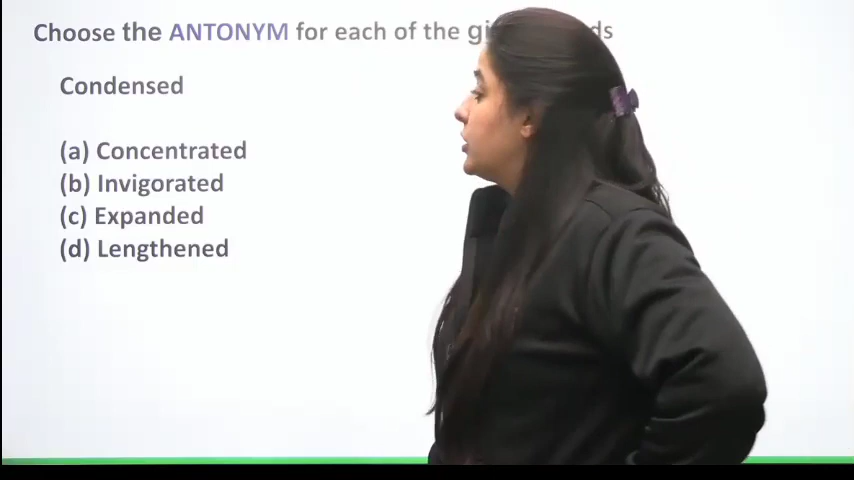 Choose the ANTONYM for each of the
Condensed
(a) Concentrated
(b) Invigorated
(c) Expanded
(d) Lengthened